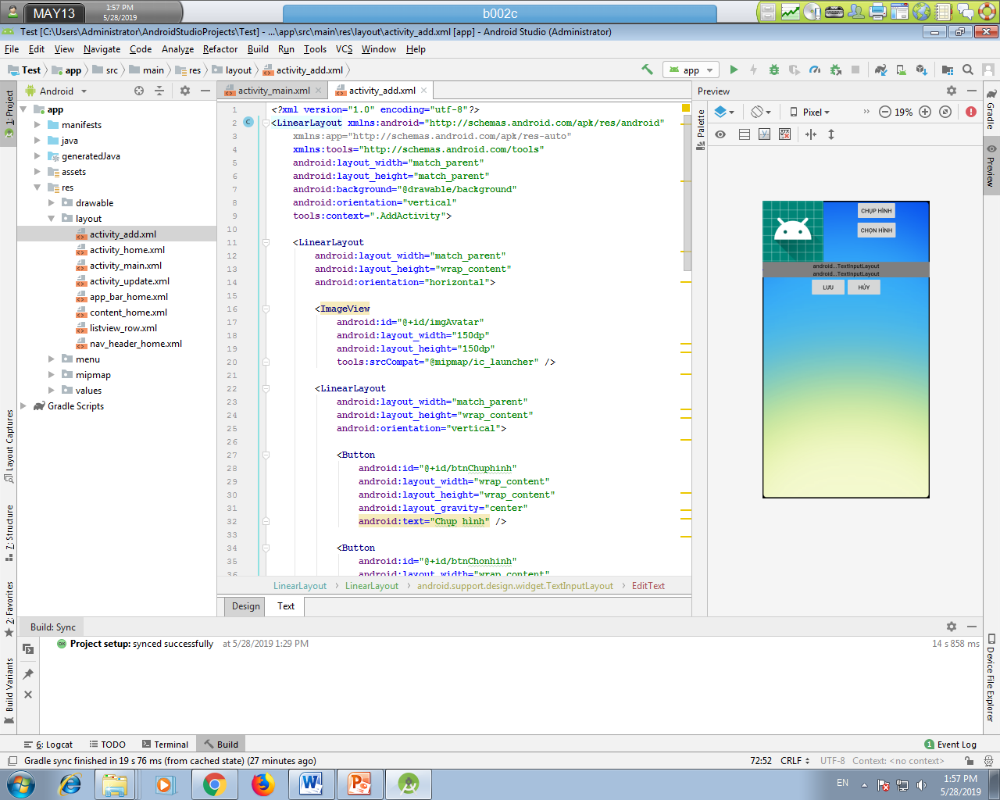 MAY13
1:57 PM
5/28/2019
b002c
Test [C:\Users\Administrator\AndroidStudioProjects\Test] - ...\app\src\main\res\layout\activity_add.xml [app] - Android Studio (Administrator)
File Edit View Navigate Code Analyze Refactor Build Run Tools VCS Window Help
Test app src main res layout activity_add.xml
app
1: Project
Android
activity_main.xml
activity_add.xml
Preview
app
manifests
java
generatedJava
assets
res
drawable
layout
activity_add.xml
activity_home.xml
activity_main.xml
activity_update.xml
app_bar_home.xml
content_home.xml
listview_row.xml
nav_header_home.xml
menu
mipmap
values
Gradle Scripts
1 <?xml version="1.0" encoding="utf-8"?>
2 <LinearLayout xmlns:android="http://schemas.android.com/apk/res/android"
3 xmlns:app="http://schemas.android.com/apk/res-auto"
4 xmlns:tools="http://schemas.android.com/tools"
5 android:layout_width="match_parent"
6 android:layout_height="match_parent"
7 android:background="@drawable/background"
8 android:orientation="vertical"
9 tools:context=".AddActivity">
10
11 <LinearLayout
12 android:layout_width="match_parent"
13 android:layout_height="wrap_content"
14 android:orientation="horizontal">
15
16 <ImageView
17 android:id="@+id/imgAvatar"
18 android:layout_width="150dp"
19 android:layout_height="150dp"
20 tools:srcCompat="@mipmap/ic_launcher" />
21
22 <LinearLayout
23 android:layout_width="match_parent"
24 android:layout_height="wrap_content"
25 android:orientation="vertical">
26
27 <Button
28 android:id="@+id/btnChuphinh"
29 android:layout_width="wrap_content"
30 android:layout_height="wrap_content"
31 android:layout_gravity="center"
32 android:text="Chụp hình" />
33
34 <Button
35 android:id="@+id/btnChonhinh"
36 android:layout_width="wrap_content"
LinearLayout LinearLayout android.support.design.widget.TextInputLayout EditText
Design Text
Palette
Pixel
19%
CHỤP HÌNH
CHỌN HÌNH
android...TextInputLayout
android...TextInputLayout
LƯU HỦY
Gradle
Preview
Device File Explorer
Layout Captures
7: Structure
2: Favorites
Build Variants
Build: Sync
OK Project setup: synced successfully at 5/28/2019 1:29 PM 14 s 858 ms
6: Logcat TODO Terminal Build 1 Event Log
Gradle sync finished in 19 s 76 ms (from cached state) (27 minutes ago) 72:52 CRLF UTF-8 Context: <no context>
EN
1:57 PM
5/28/2019